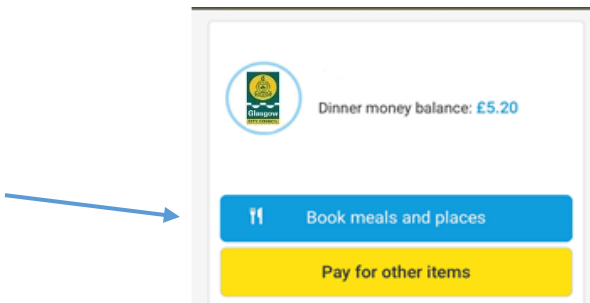 Glasgow
CITY COUNCIL
Dinner money balance: £5.20
Book meals and places
Pay for other items